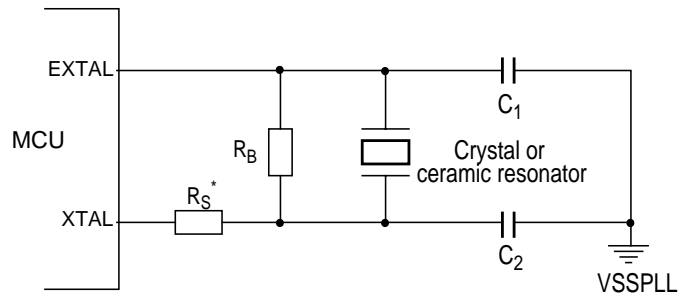 EXTAL
C1
MCU
RB
Crystal or
ceramic resonator
RS*
XTAL
C2
VSSPLL